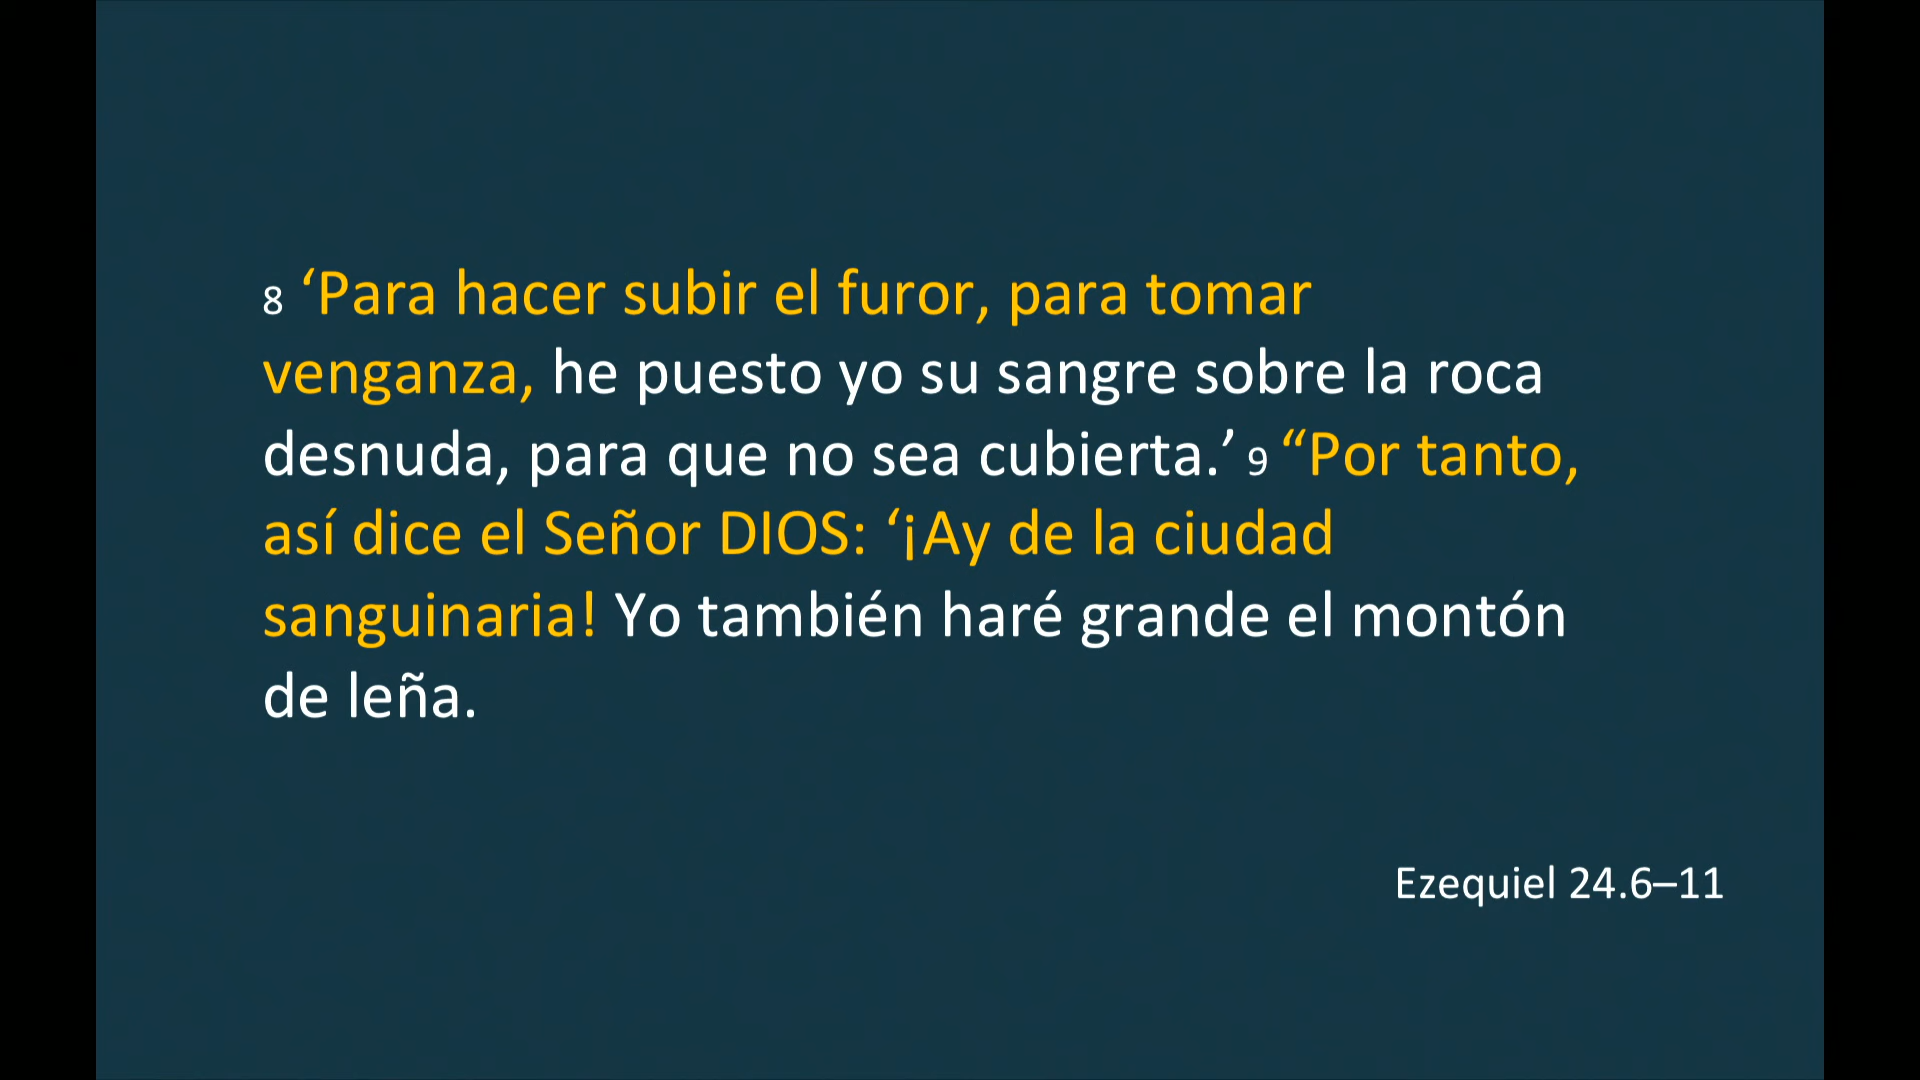 8 ‘Para hacer subir el furor, para tomar
venganza, he puesto yo su sangre sobre la roca
desnuda, para que no sea cubierta.’ 9 “Por tanto,
así dice el Señor DIOS: ‘¡Ay de la ciudad
sanguinaria! Yo también haré grande el montón
de leña.
Ezequiel 24.6–11